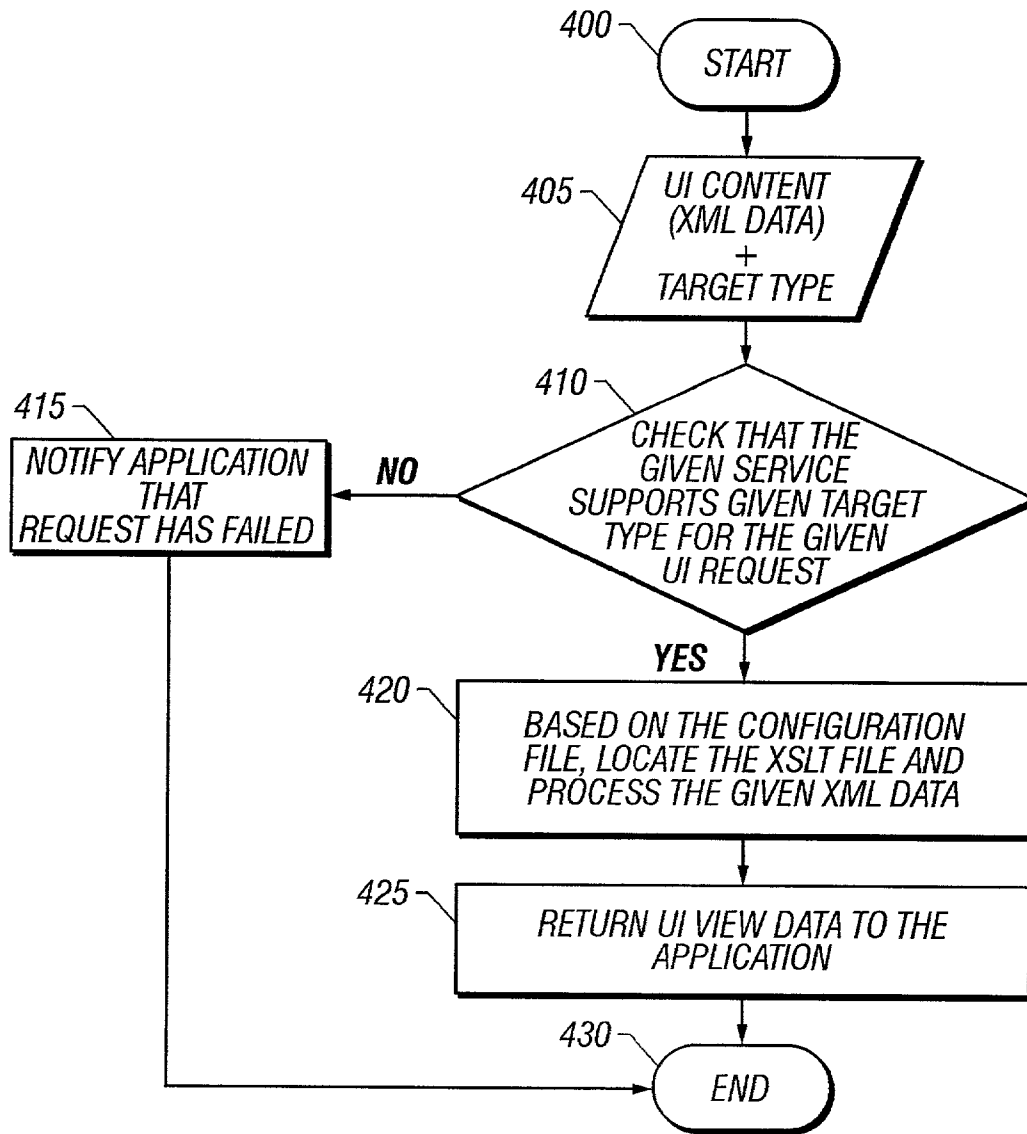 400
START
405
UI CONTENT
(XML DATA)
+
TARGET TYPE
410
CHECK THAT THE
GIVEN SERVICE
SUPPORTS GIVEN TARGET
TYPE FOR THE GIVEN
UI REQUEST
NO
415
NOTIFY APPLICATION
THAT
REQUEST HAS FAILED
YES
420
BASED ON THE CONFIGURATION
FILE, LOCATE THE XSLT FILE AND
PROCESS THE GIVEN XML DATA
425
RETURN UI VIEW DATA TO THE
APPLICATION
430
END